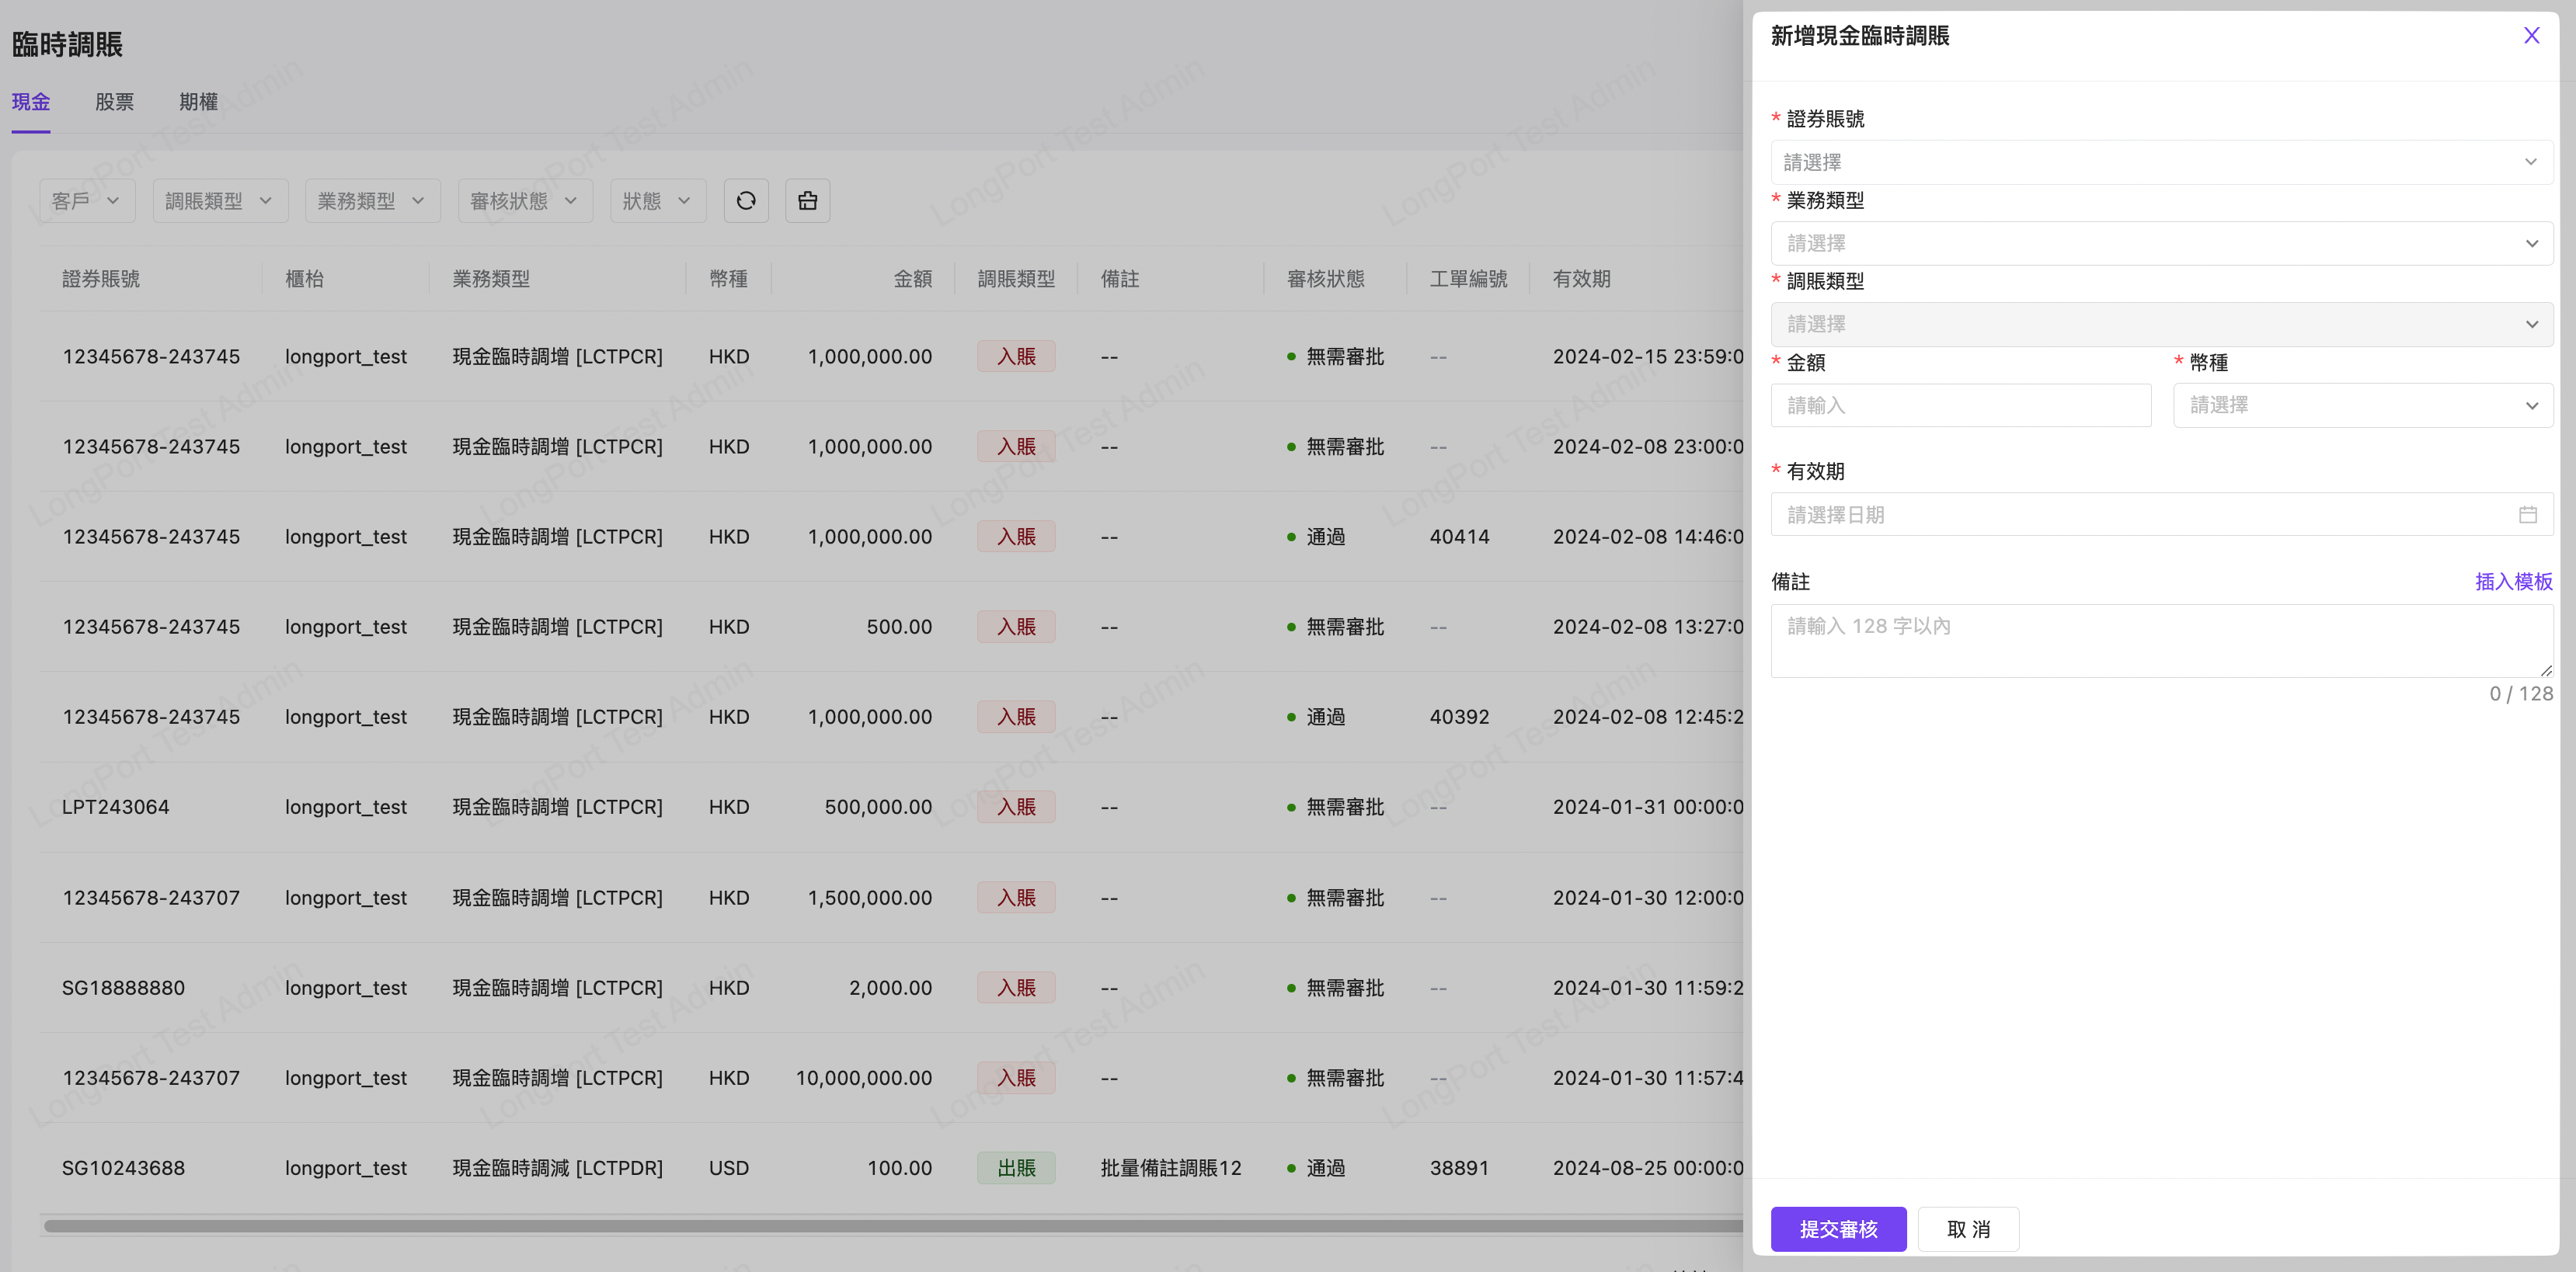 臨時調賬
現金 股票 期權
客戶 調賬類型 業務類型 審核狀態 狀態
證券賬號 櫃枱 業務類型 幣種 金額 調賬類型 備註 審核狀態 工單編號 有效期
12345678-243745 longport_test 現金臨時調增 [LCTPCR] HKD 1,000,000.00 入賬 -- 無需審批 -- 2024-02-15 23:59:0
12345678-243745 longport_test 現金臨時調增 [LCTPCR] HKD 1,000,000.00 入賬 -- 無需審批 -- 2024-02-08 23:00:0
12345678-243745 longport_test 現金臨時調增 [LCTPCR] HKD 1,000,000.00 入賬 -- 通過 40414 2024-02-08 14:46:0
12345678-243745 longport_test 現金臨時調增 [LCTPCR] HKD 500.00 入賬 -- 無需審批 -- 2024-02-08 13:27:0
12345678-243745 longport_test 現金臨時調增 [LCTPCR] HKD 1,000,000.00 入賬 -- 通過 40392 2024-02-08 12:45:2
LPT243064 longport_test 現金臨時調增 [LCTPCR] HKD 500,000.00 入賬 -- 無需審批 -- 2024-01-31 00:00:0
12345678-243707 longport_test 現金臨時調增 [LCTPCR] HKD 1,500,000.00 入賬 -- 無需審批 -- 2024-01-30 12:00:0
SG18888880 longport_test 現金臨時調增 [LCTPCR] HKD 2,000.00 入賬 -- 無需審批 -- 2024-01-30 11:59:2
12345678-243707 longport_test 現金臨時調增 [LCTPCR] HKD 10,000,000.00 入賬 -- 無需審批 -- 2024-01-30 11:57:4
SG10243688 longport_test 現金臨時調減 [LCTPDR] USD 100.00 出賬 批量備註調賬12 通過 38891 2024-08-25 00:00:0
新增現金臨時調賬
* 證券賬號
請選擇
* 業務類型
請選擇
* 調賬類型
請選擇
* 金額 * 幣種
請輸入 請選擇
* 有效期
請選擇日期
備註 插入模板
請輸入 128 字以內
0 / 128
提交審核 取 消
LongPort Test Admin